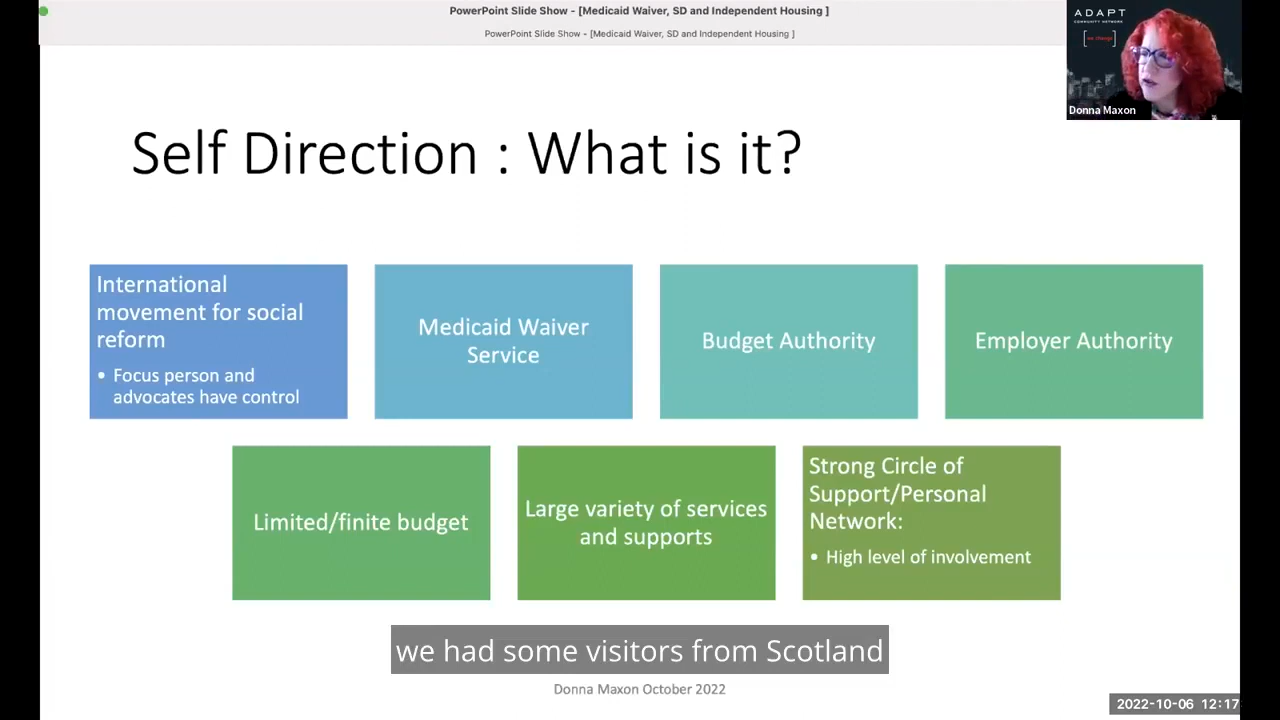 PowerPoint Slide Show - [Medicaid Waiver, SD and Independent Housing ]
PowerPoint Slide Show - [Medicaid Waiver, SD and Independent Housing ]
ADAPT
COMMUNITY NETWORK
[we change]
Donna Maxon
Self Direction : What is it?
International
movement for social
reform
• Focus person and
advocates have control
Medicaid Waiver
Service
Budget Authority
Employer Authority
Limited/finite budget
Large variety of services
and supports
Strong Circle of
Support/Personal
Network:
• High level of involvement
we had some visitors from Scotland
Donna Maxon October 2022
2022-10-06 12:17